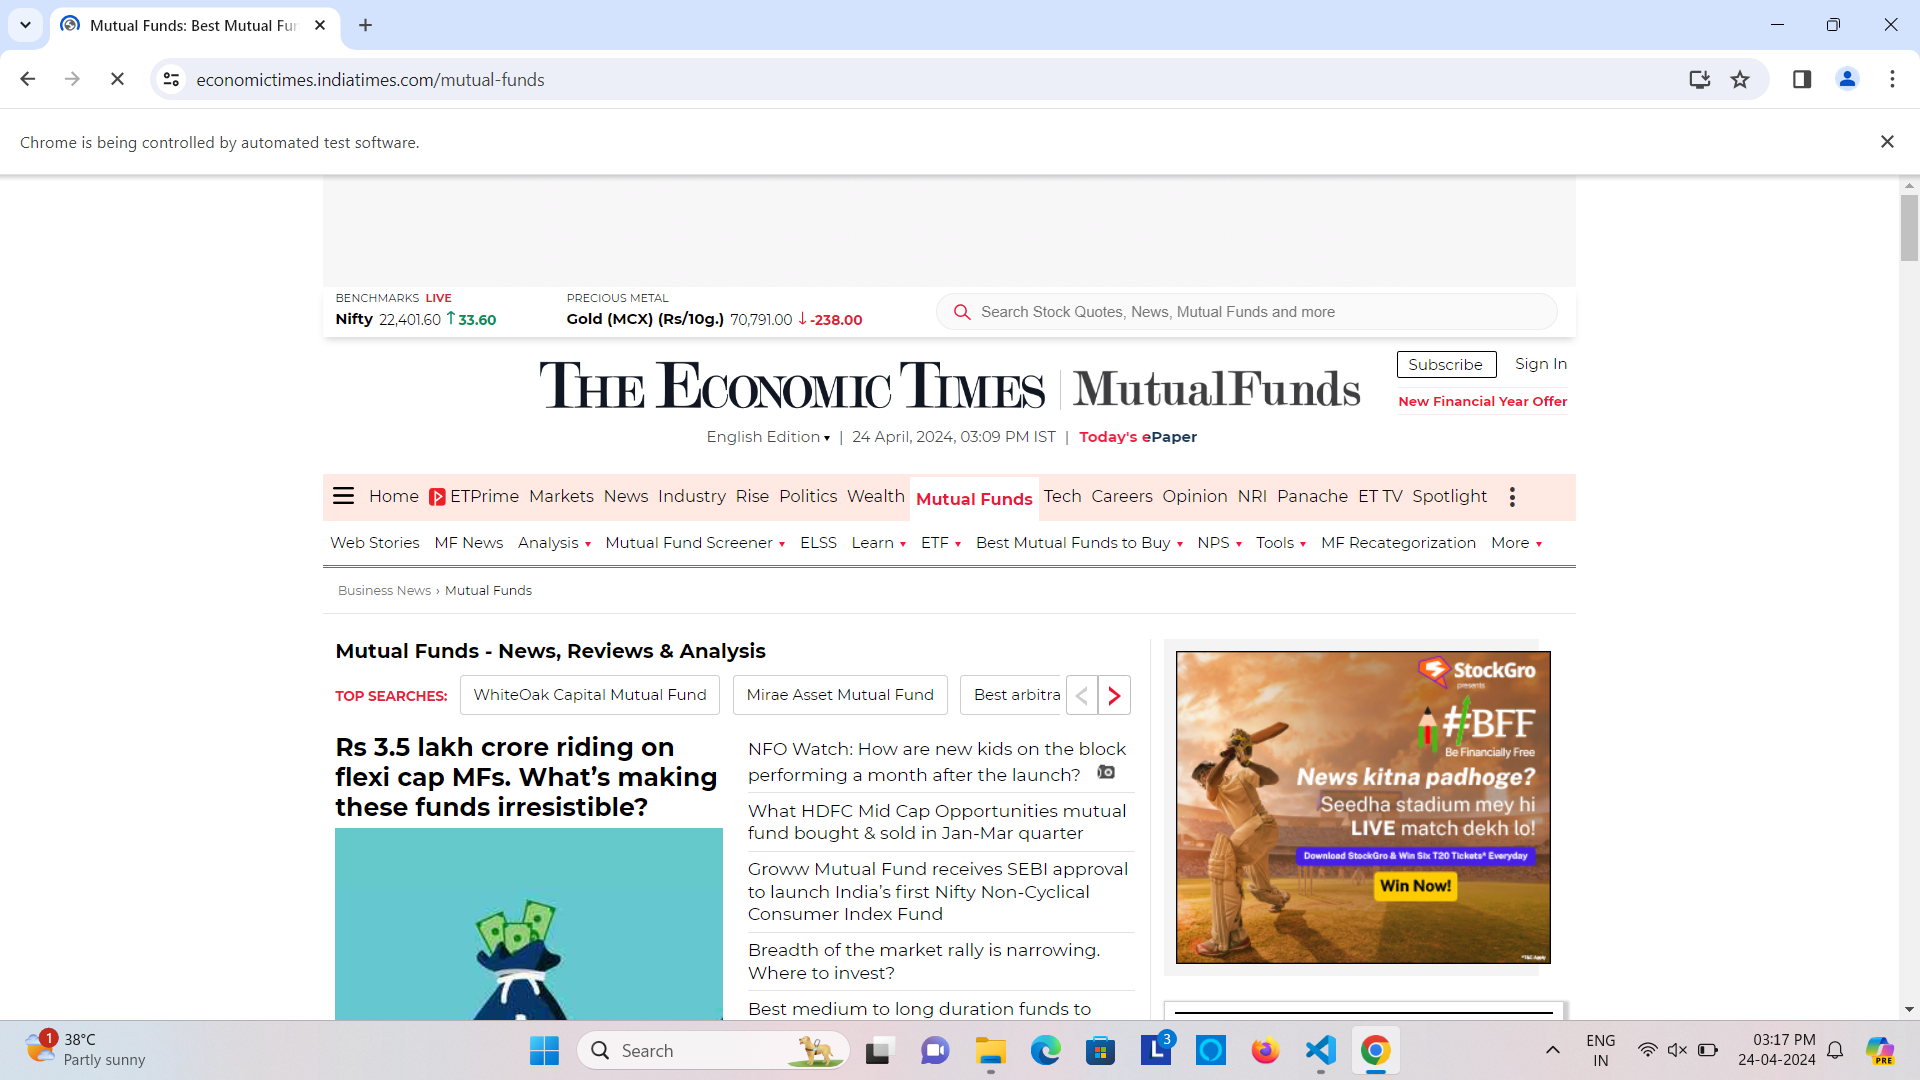 Mutual Funds: Best Mutual Fun
economictimes.indiatimes.com/mutual-funds
Chrome is being controlled by automated test software.
BENCHMARKS LIVE
Nifty 22,401.60 ↑ 33.60
PRECIOUS METAL
Gold (MCX) (Rs/10g.) 70,791.00 ↓ -238.00
Search Stock Quotes, News, Mutual Funds and more
THE ECONOMIC TIMES | MutualFunds
Subscribe Sign In
New Financial Year Offer
English Edition ▾ | 24 April, 2024, 03:09 PM IST | Today's ePaper
Home ETPrime Markets News Industry Rise Politics Wealth Mutual Funds Tech Careers Opinion NRI Panache ET TV Spotlight
Web Stories MF News Analysis Mutual Fund Screener ELSS Learn ETF Best Mutual Funds to Buy NPS Tools MF Recategorization More
Business News › Mutual Funds
Mutual Funds - News, Reviews & Analysis
TOP SEARCHES: WhiteOak Capital Mutual Fund Mirae Asset Mutual Fund Best arbitra
Rs 3.5 lakh crore riding on
flexi cap MFs. What’s making
these funds irresistible?
NFO Watch: How are new kids on the block
performing a month after the launch?
What HDFC Mid Cap Opportunities mutual
fund bought & sold in Jan-Mar quarter
Groww Mutual Fund receives SEBI approval
to launch India’s first Nifty Non-Cyclical
Consumer Index Fund
Breadth of the market rally is narrowing.
Where to invest?
Best medium to long duration funds to
StockGro
presents
#BFF
Be Financially Free
News kitna padhoge?
Seedha stadium mey hi
LIVE match dekh lo!
Download StockGro & Win Six T20 Tickets* Everyday
Win Now!
*T&C Apply
1
38°C
Partly sunny
Search
L
3
ENG
IN
03:17 PM
24-04-2024
PRE